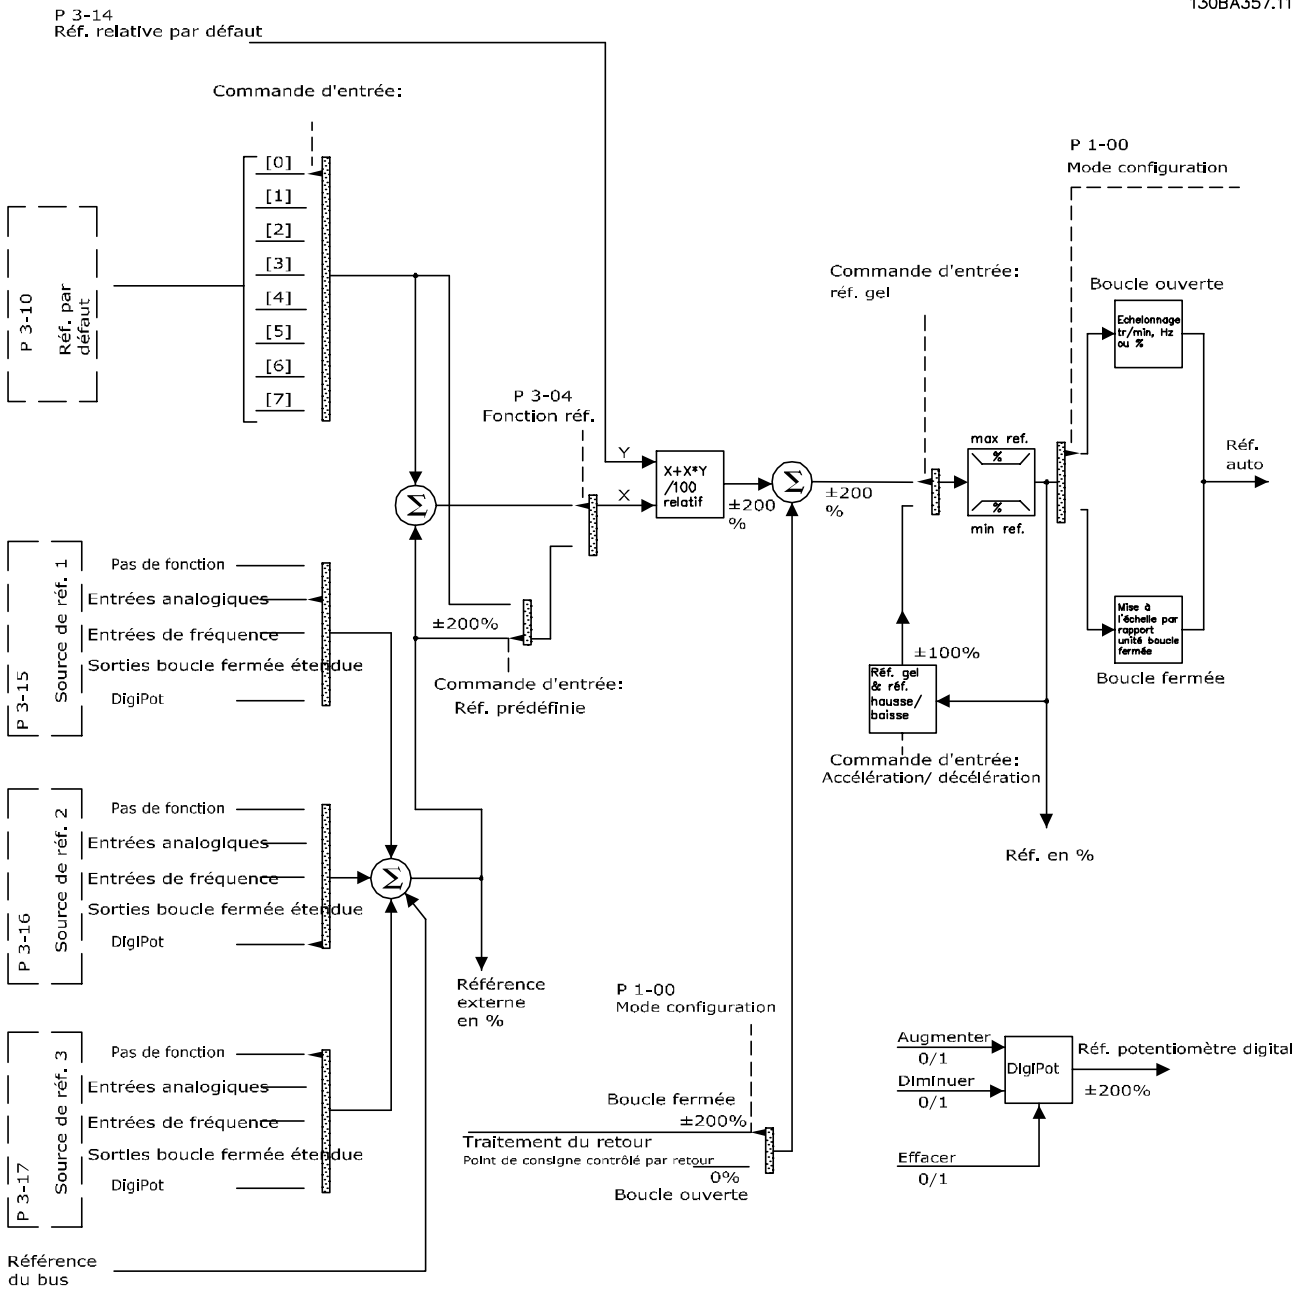 130BA357.11
P 3-14
Réf. relative par défaut
Commande d'entrée:
[0]
[1]
[2]
[3]
[4]
[5]
[6]
[7]
P 3-10
Réf. par
défaut
P 1-00
Mode configuration
Commande d'entrée:
réf. gel
Boucle ouverte
Echelonnage
tr/min, Hz
ou %
P 3-04
Fonction réf.
Y
X
X+X*Y
/100
relatif
±200
%
Σ
±200
%
max ref.
%
%
min ref.
Réf.
auto
Σ
P 3-15
Source de réf. 1
Pas de fonction
Entrées analogiques
Entrées de fréquence
Sorties boucle fermée étendue
DigiPot
±200%
Commande d'entrée:
Réf. prédéfinie
±100%
Réf. gel
& réf.
hausse/
baisse
Commande d'entrée:
Accélération/ décélération
Mise à
l'échelle par
rapport
unité boucle
fermée
Boucle fermée
Réf. en %
P 3-16
Source de réf. 2
Pas de fonction
Entrées analogiques
Entrées de fréquence
Sorties boucle fermée étendue
DigiPot
Σ
Référence
externe
en %
P 3-17
Source de réf. 3
Pas de fonction
Entrées analogiques
Entrées de fréquence
Sorties boucle fermée étendue
DigiPot
Référence
du bus
P 1-00
Mode configuration
Boucle fermée
±200%
Traitement du retour
Point de consigne contrôlé par retour
0%
Boucle ouverte
Augmenter
0/1
Diminuer
0/1
Effacer
0/1
DigiPot
Réf. potentiomètre digital
±200%